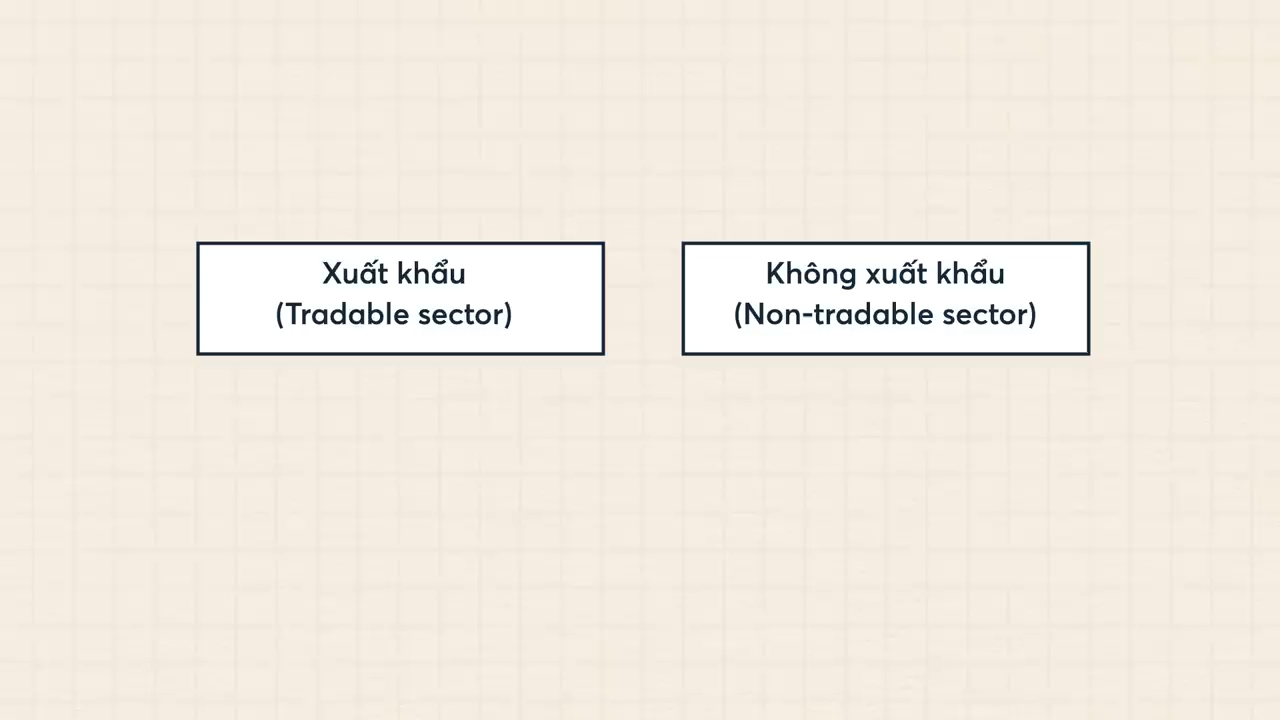 Xuất khẩu
(Tradable sector)
Không xuất khẩu
(Non-tradable sector)